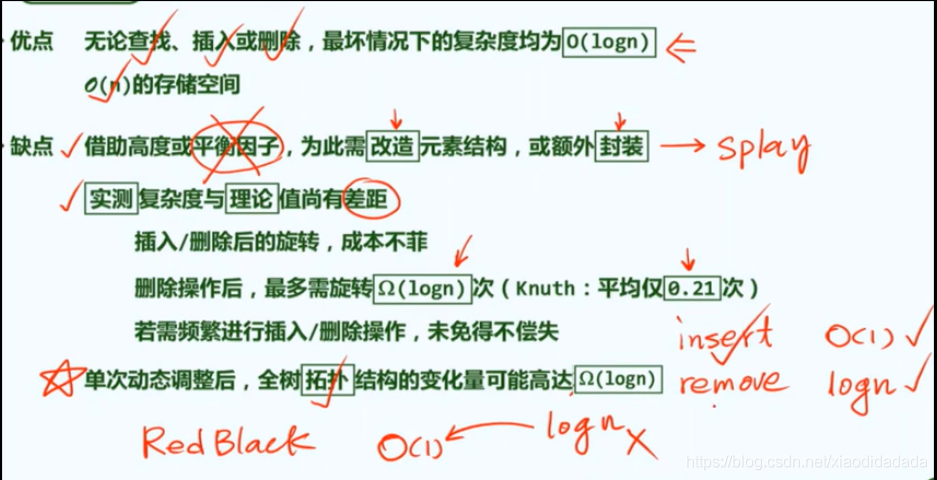 优点 无论查找、插入或删除，最坏情况下的复杂度均为O(logn)
O(n)的存储空间
缺点 借助高度或平衡因子，为此需改造元素结构，或额外封装 → splay
实测复杂度与理论值尚有差距
插入/删除后的旋转，成本不菲
删除操作后，最多需旋转Ω(logn)次（Knuth：平均仅0.21次）
若需频繁进行插入/删除操作，未免得不偿失
insert O(1)
单次动态调整后，全树拓扑结构的变化量可能高达Ω(logn)
remove logn
RedBlack O(1) ← logn
https://blog.csdn.net/xiaodidadada